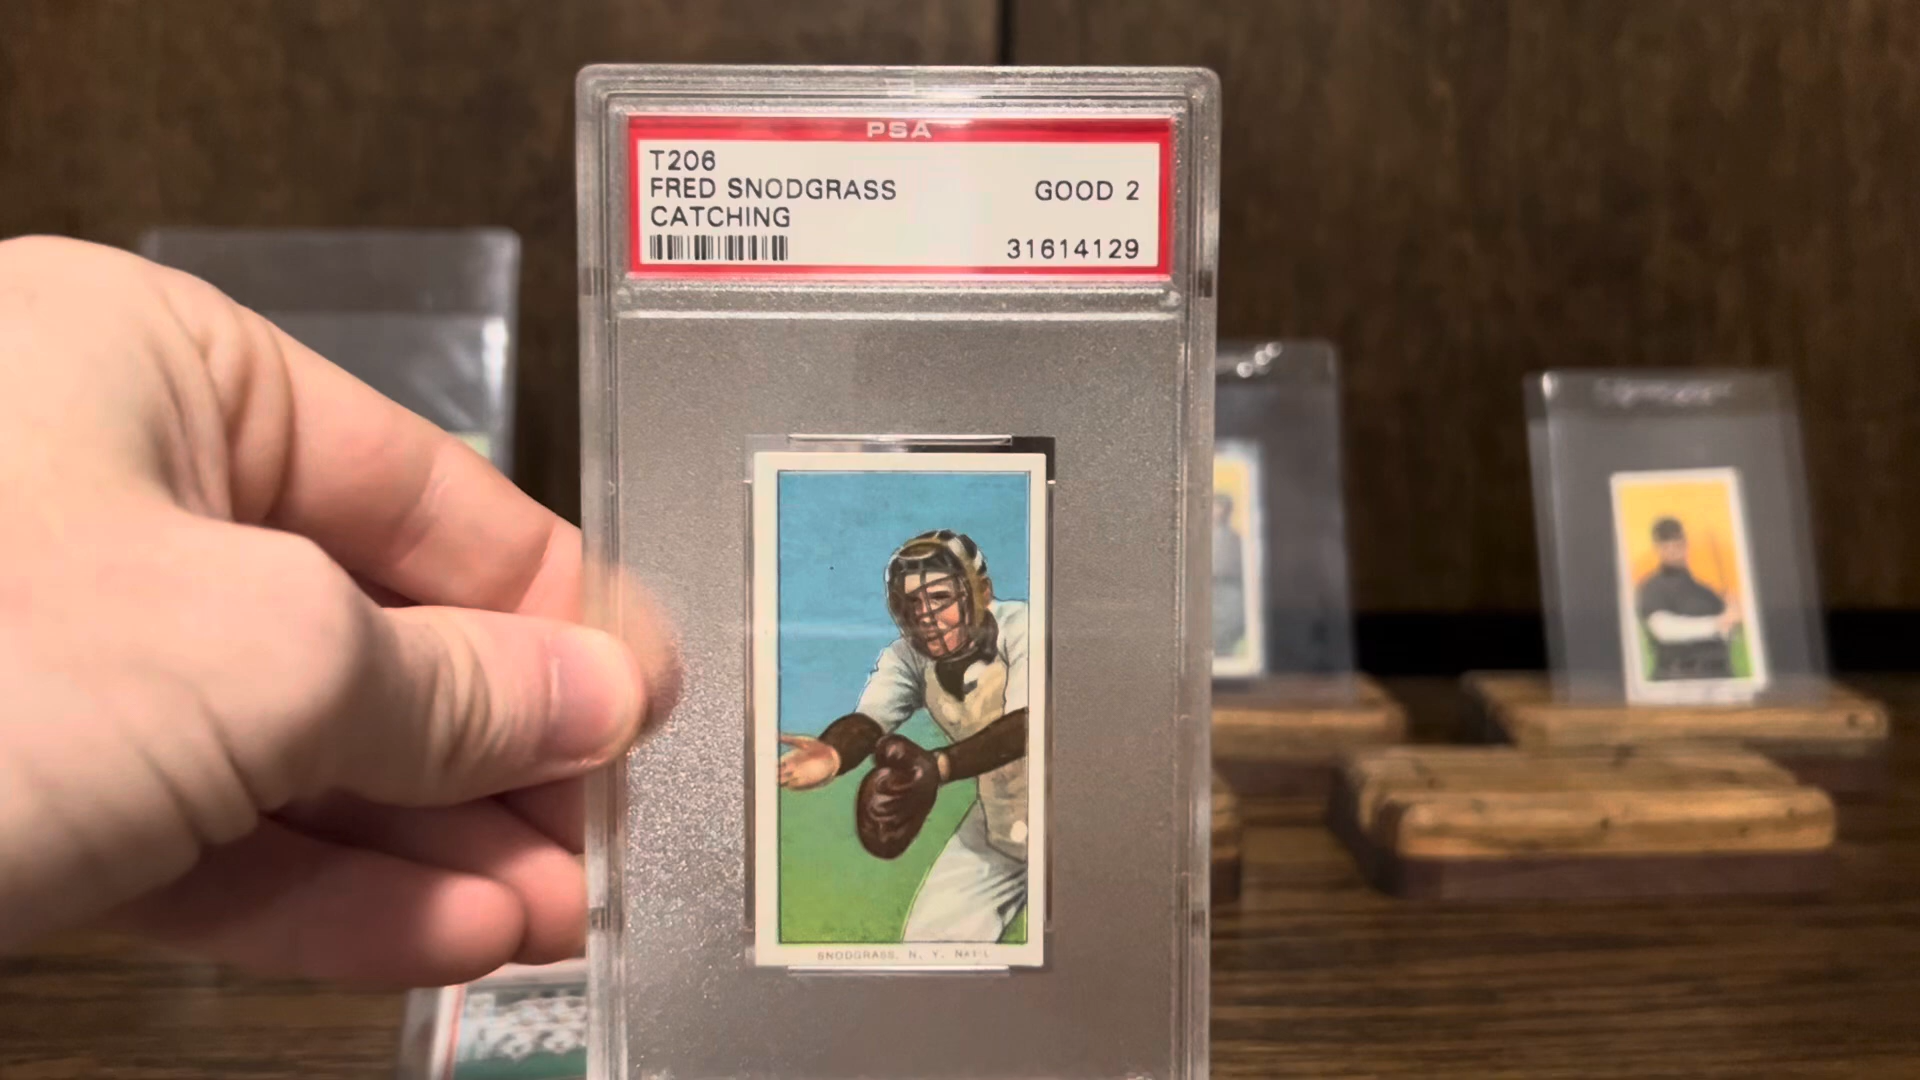 PSA
T206
FRED SNODGRASS GOOD 2
CATCHING
31614129
SNODGRASS, N. Y. NAT'L